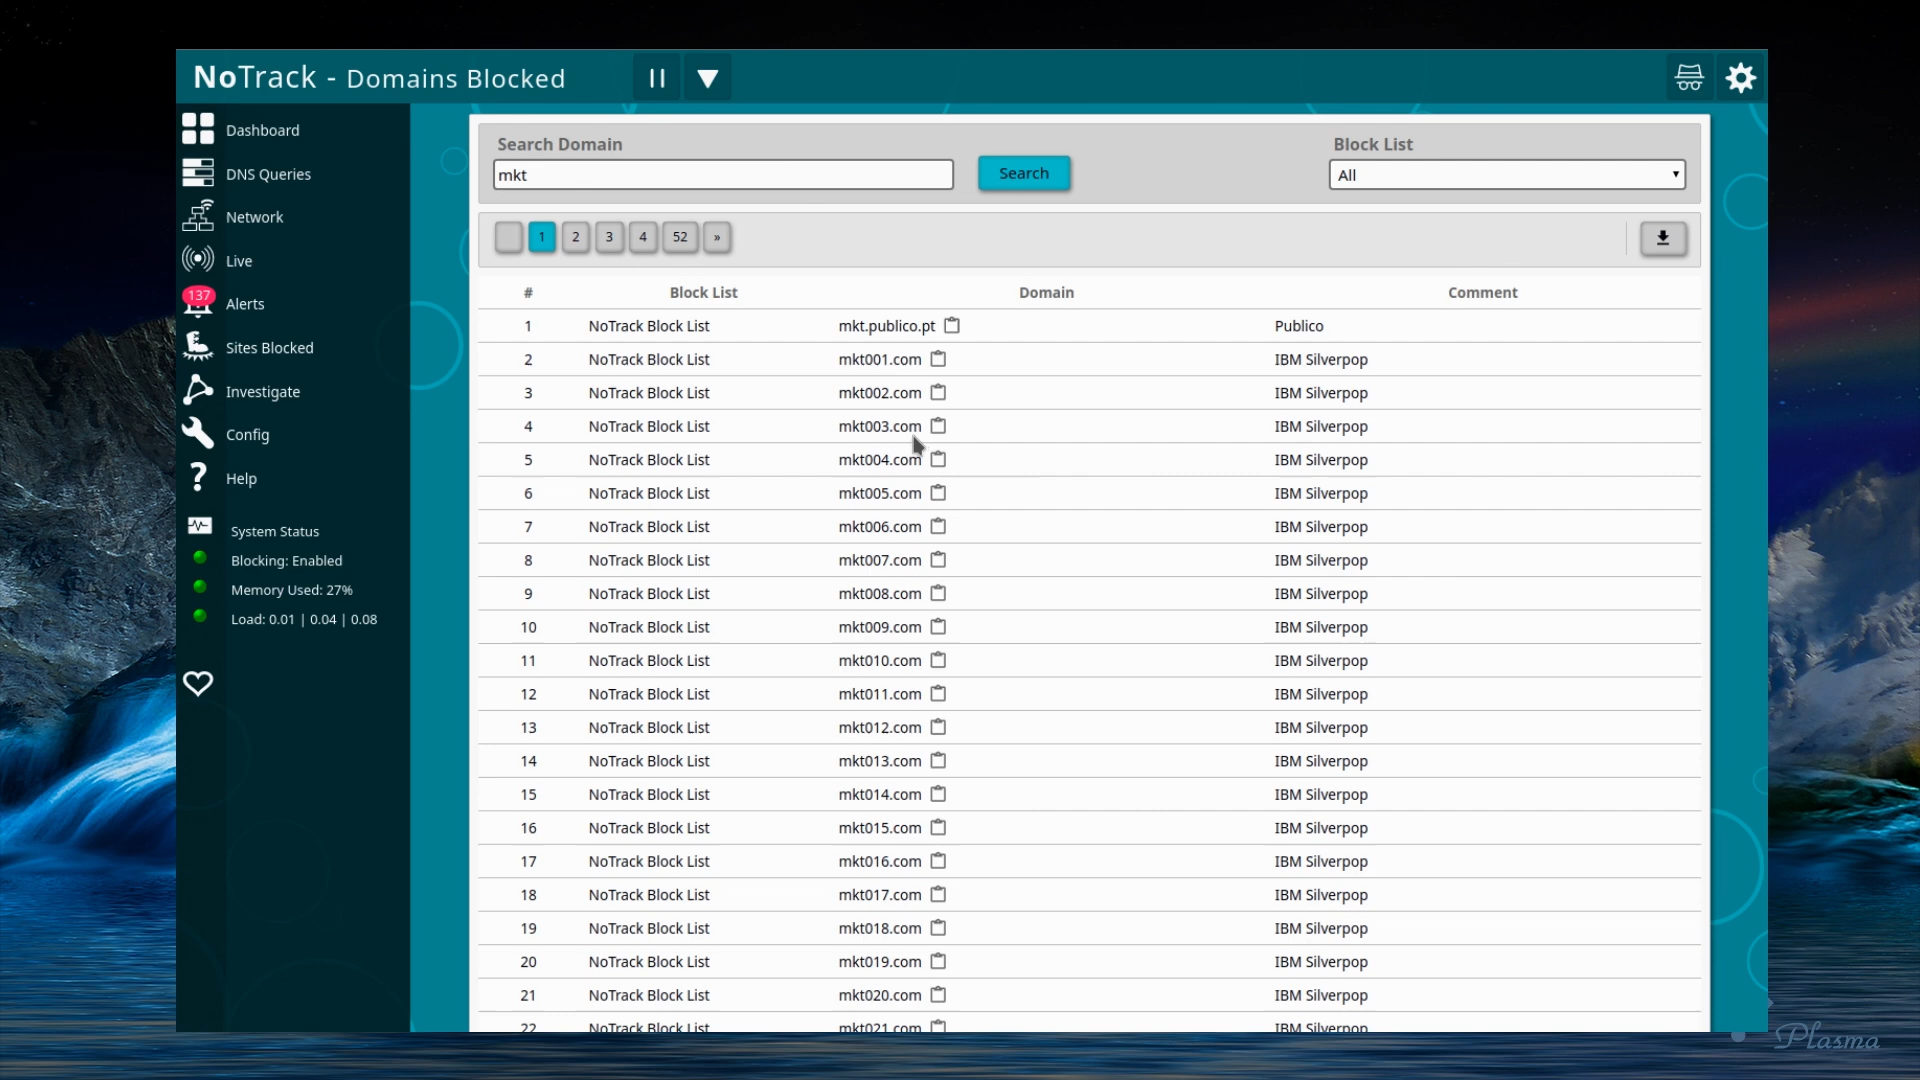 NoTrack - Domains Blocked
Dashboard
DNS Queries
Network
Live
137
Alerts
Sites Blocked
Investigate
Config
? Help
System Status
Blocking: Enabled
Memory Used: 27%
Load: 0.01 | 0.04 | 0.08
Search Domain
Block List
mkt
Search
All
1 2 3 4 52 »
# Block List Domain Comment
1 NoTrack Block List mkt.publico.pt Publico
2 NoTrack Block List mkt001.com IBM Silverpop
3 NoTrack Block List mkt002.com IBM Silverpop
4 NoTrack Block List mkt003.com IBM Silverpop
5 NoTrack Block List mkt004.com IBM Silverpop
6 NoTrack Block List mkt005.com IBM Silverpop
7 NoTrack Block List mkt006.com IBM Silverpop
8 NoTrack Block List mkt007.com IBM Silverpop
9 NoTrack Block List mkt008.com IBM Silverpop
10 NoTrack Block List mkt009.com IBM Silverpop
11 NoTrack Block List mkt010.com IBM Silverpop
12 NoTrack Block List mkt011.com IBM Silverpop
13 NoTrack Block List mkt012.com IBM Silverpop
14 NoTrack Block List mkt013.com IBM Silverpop
15 NoTrack Block List mkt014.com IBM Silverpop
16 NoTrack Block List mkt015.com IBM Silverpop
17 NoTrack Block List mkt016.com IBM Silverpop
18 NoTrack Block List mkt017.com IBM Silverpop
19 NoTrack Block List mkt018.com IBM Silverpop
20 NoTrack Block List mkt019.com IBM Silverpop
21 NoTrack Block List mkt020.com IBM Silverpop
22 NoTrack Block List mkt021.com IBM Silverpop
Plasma